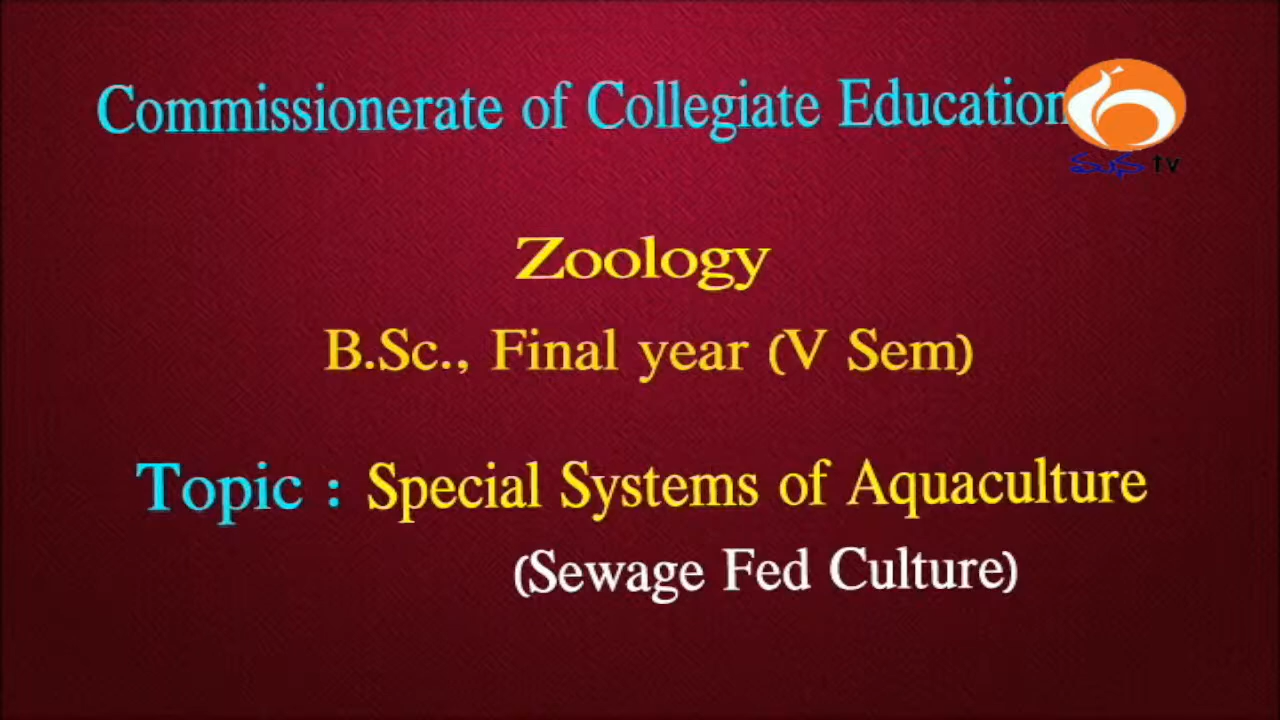 Commissionerate of Collegiate Education
tv
Zoology
B.Sc., Final year (V Sem)
Topic : Special Systems of Aquaculture
(Sewage Fed Culture)